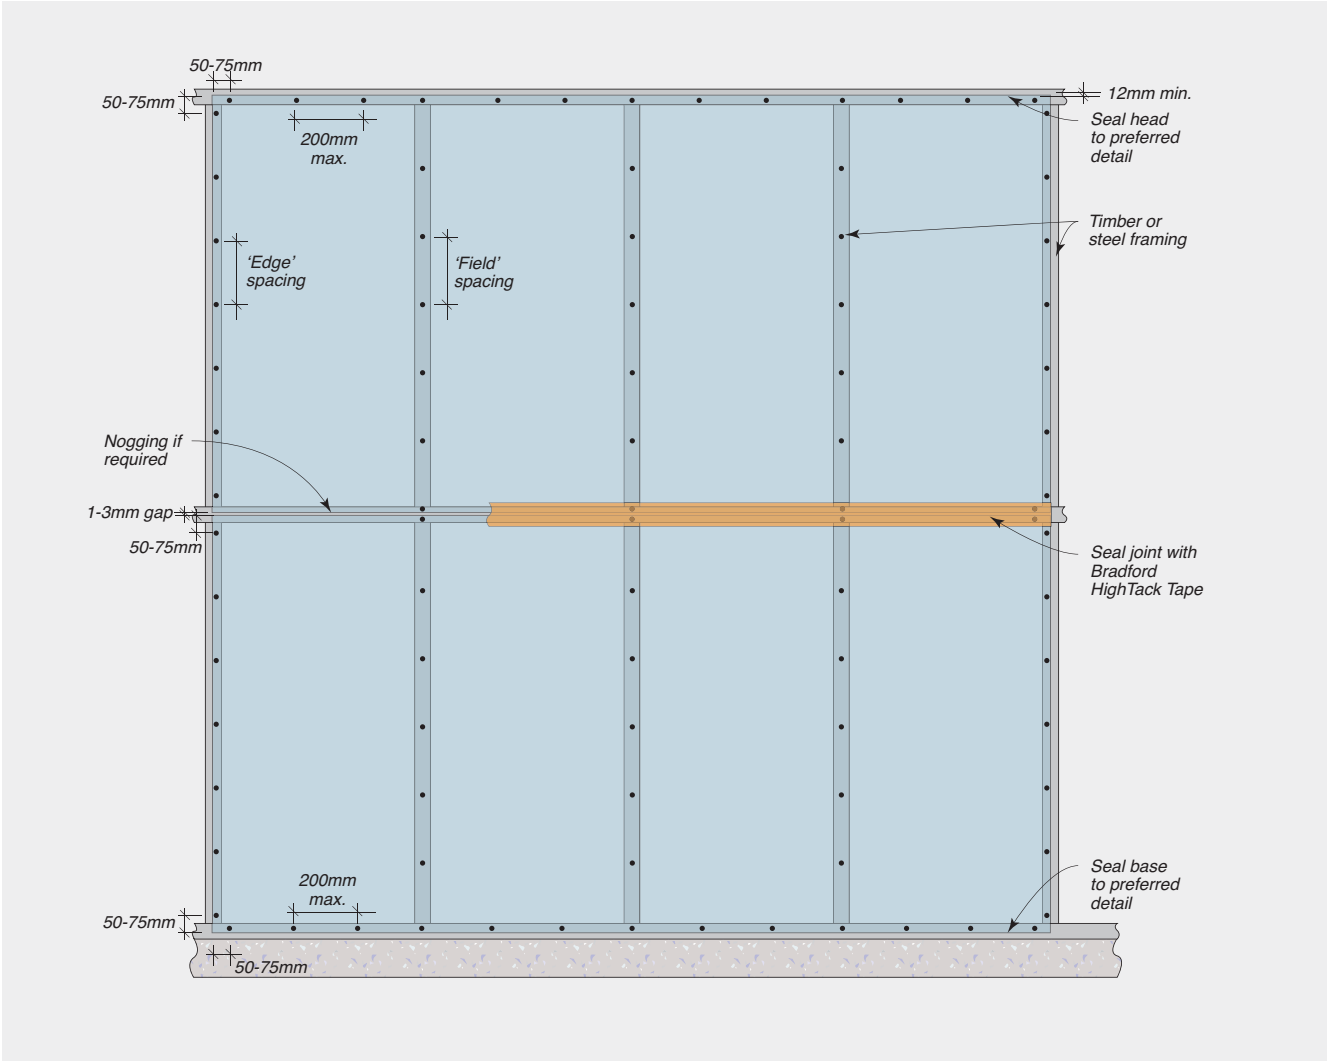 50-75mm
50-75mm
12mm min.
Seal head
to preferred
detail
200mm
max.
Timber or
steel framing
‘Edge’
spacing
‘Field’
spacing
Nogging if
required
1-3mm gap
50-75mm
Seal joint with
Bradford
HighTack Tape
200mm
max.
Seal base
to preferred
detail
50-75mm
50-75mm